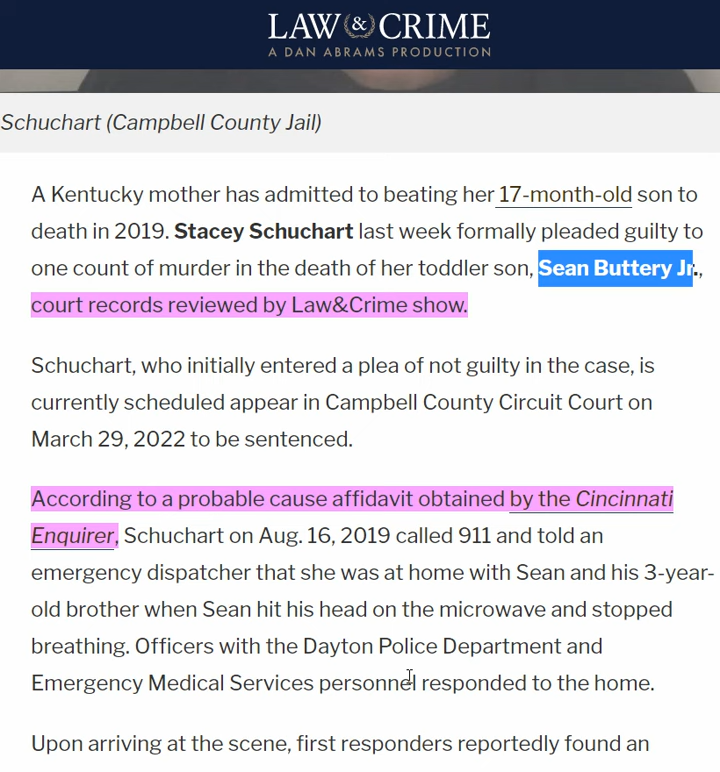 LAW & CRIME
A DAN ABRAMS PRODUCTION
Schuchart (Campbell County Jail)
A Kentucky mother has admitted to beating her 17-month-old son to
death in 2019. Stacey Schuchart last week formally pleaded guilty to
one count of murder in the death of her toddler son, Sean Buttery Jr.,
court records reviewed by Law&Crime show.
Schuchart, who initially entered a plea of not guilty in the case, is
currently scheduled appear in Campbell County Circuit Court on
March 29, 2022 to be sentenced.
According to a probable cause affidavit obtained by the Cincinnati
Enquirer, Schuchart on Aug. 16, 2019 called 911 and told an
emergency dispatcher that she was at home with Sean and his 3-year-
old brother when Sean hit his head on the microwave and stopped
breathing. Officers with the Dayton Police Department and
Emergency Medical Services personnel responded to the home.
Upon arriving at the scene, first responders reportedly found an